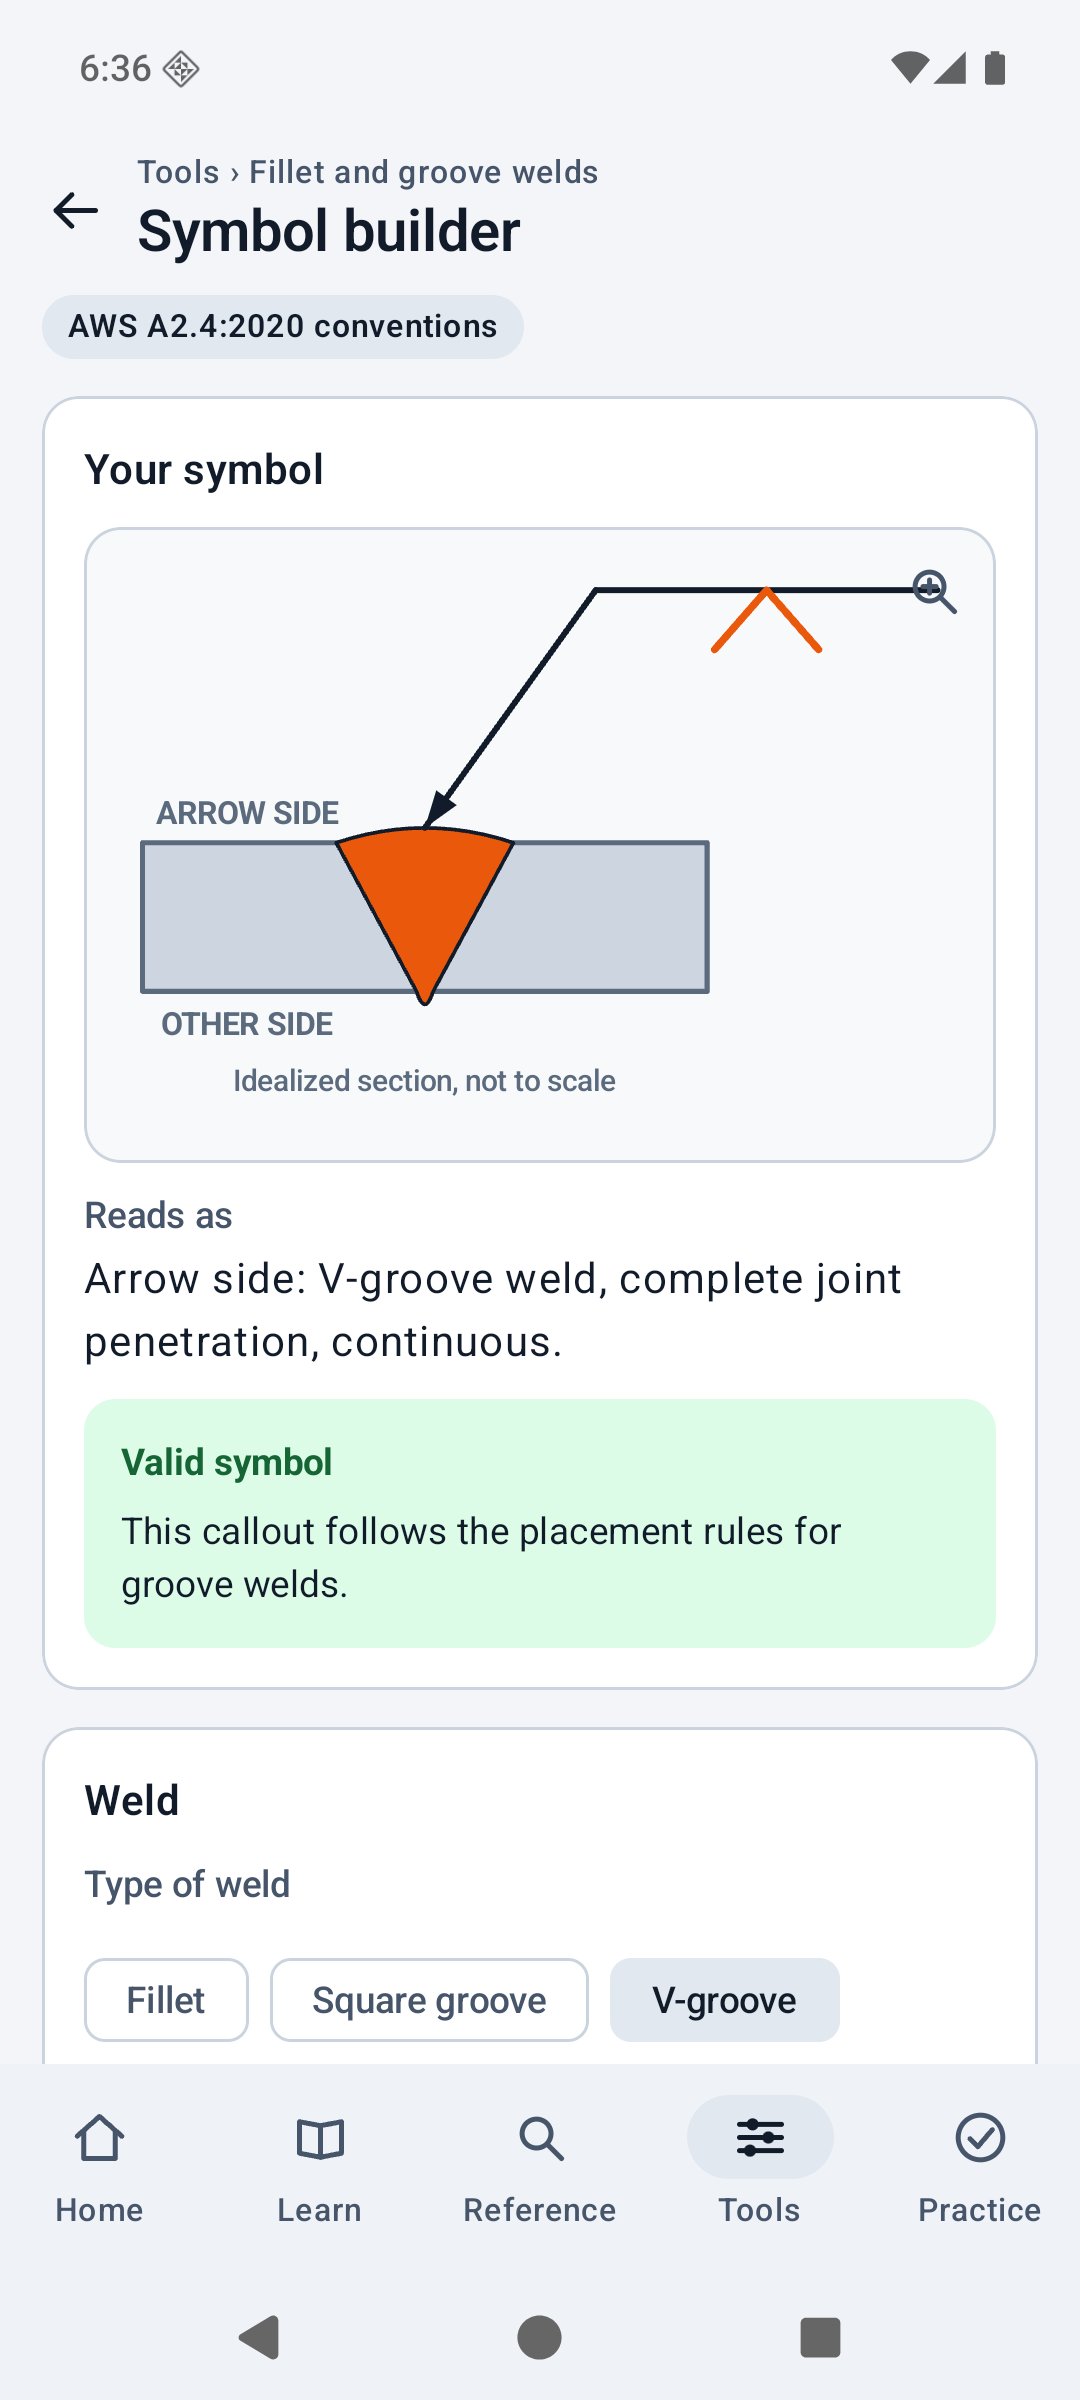 6:36
Tools › Fillet and groove welds
Symbol builder
AWS A2.4:2020 conventions
Your symbol
ARROW SIDE
OTHER SIDE
Idealized section, not to scale
Reads as
Arrow side: V-groove weld, complete joint
penetration, continuous.
Valid symbol
This callout follows the placement rules for
groove welds.
Weld
Type of weld
Fillet
Square groove
V-groove
Home
Learn
Reference
Tools
Practice